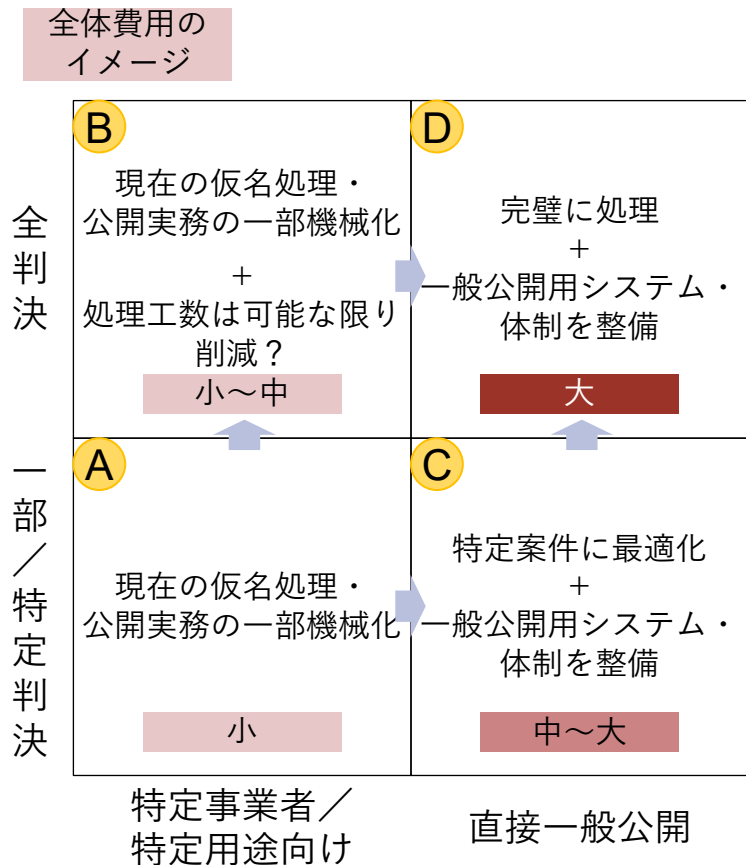 全体費用の
イメージ
全判決
B
現在の仮名処理・
公開実務の一部機械化
+
処理工数は可能な限り
削減？
小～中
D
完璧に処理
+
一般公開用システム・
体制を整備
大
一部／特定判決
A
現在の仮名処理・
公開実務の一部機械化
小
C
特定案件に最適化
+
一般公開用システム・
体制を整備
中～大
特定事業者／
特定用途向け
直接一般公開